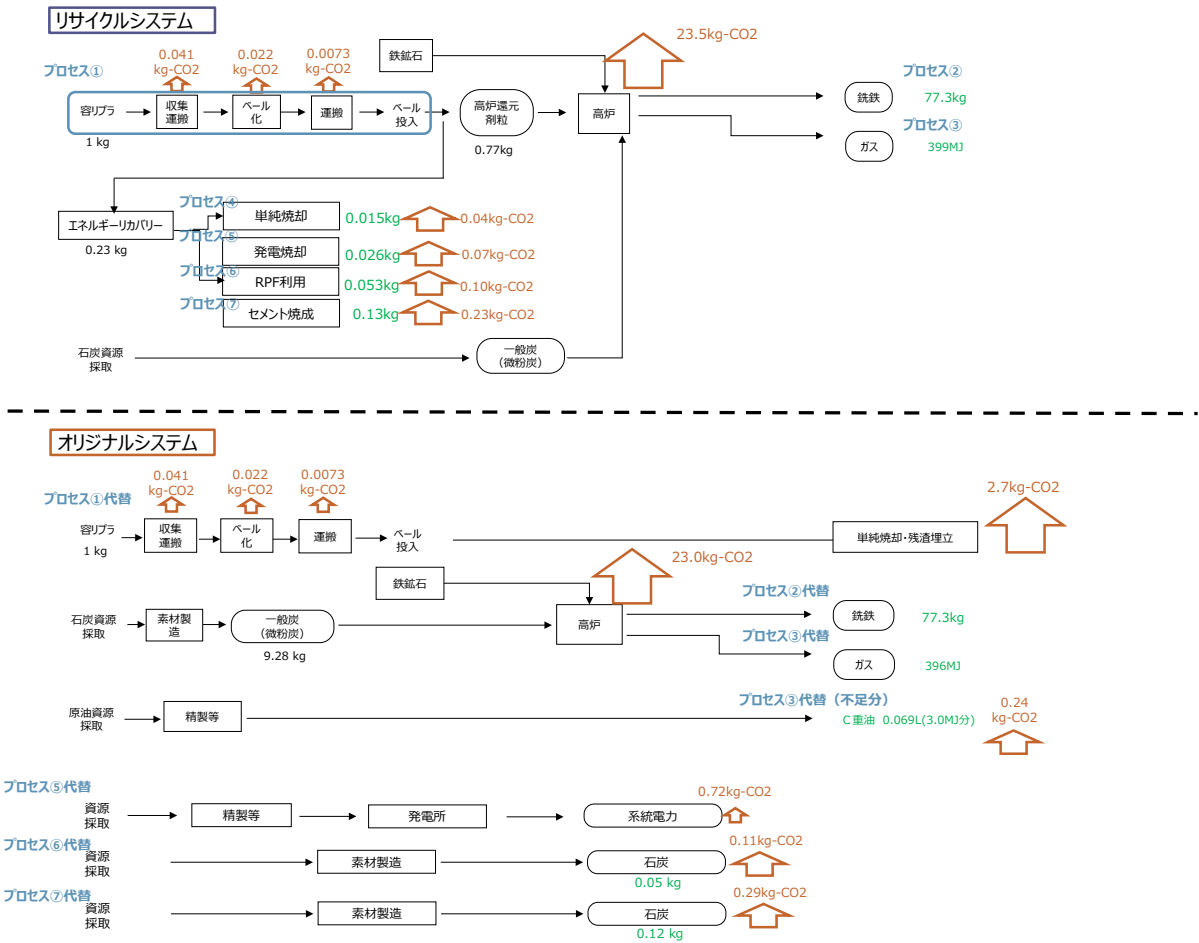 リサイクルシステム
プロセス①
0.041
kg-CO2
0.022
kg-CO2
0.0073
kg-CO2
鉄鉱石
23.5kg-CO2
容リプラ
1 kg
収集
運搬
ベール
化
運搬
ベール
投入
高炉還元
剤粒
0.77kg
高炉
プロセス②
銑鉄
77.3kg
プロセス③
ガス
399MJ
エネルギーリカバリー
0.23 kg
プロセス④
単純焼却
0.015kg
0.04kg-CO2
プロセス⑤
発電焼却
0.026kg
0.07kg-CO2
プロセス⑥
RPF利用
0.053kg
0.10kg-CO2
プロセス⑦
セメント焼成
0.13kg
0.23kg-CO2
石炭資源
採取
一般炭
（微粉炭）
オリジナルシステム
プロセス①代替
0.041
kg-CO2
0.022
kg-CO2
0.0073
kg-CO2
容リプラ
1 kg
収集
運搬
ベール
化
運搬
ベール
投入
単純焼却・残渣埋立
2.7kg-CO2
鉄鉱石
23.0kg-CO2
石炭資源
採取
素材製
造
一般炭
（微粉炭）
9.28 kg
高炉
プロセス②代替
銑鉄
77.3kg
プロセス③代替
ガス
396MJ
原油資源
採取
精製等
プロセス③代替（不足分）
C重油 0.069L(3.0MJ分)
0.24
kg-CO2
プロセス⑤代替
資源
採取
精製等
発電所
系統電力
0.72kg-CO2
プロセス⑥代替
資源
採取
素材製造
石炭
0.05 kg
0.11kg-CO2
プロセス⑦代替
資源
採取
素材製造
石炭
0.12 kg
0.29kg-CO2